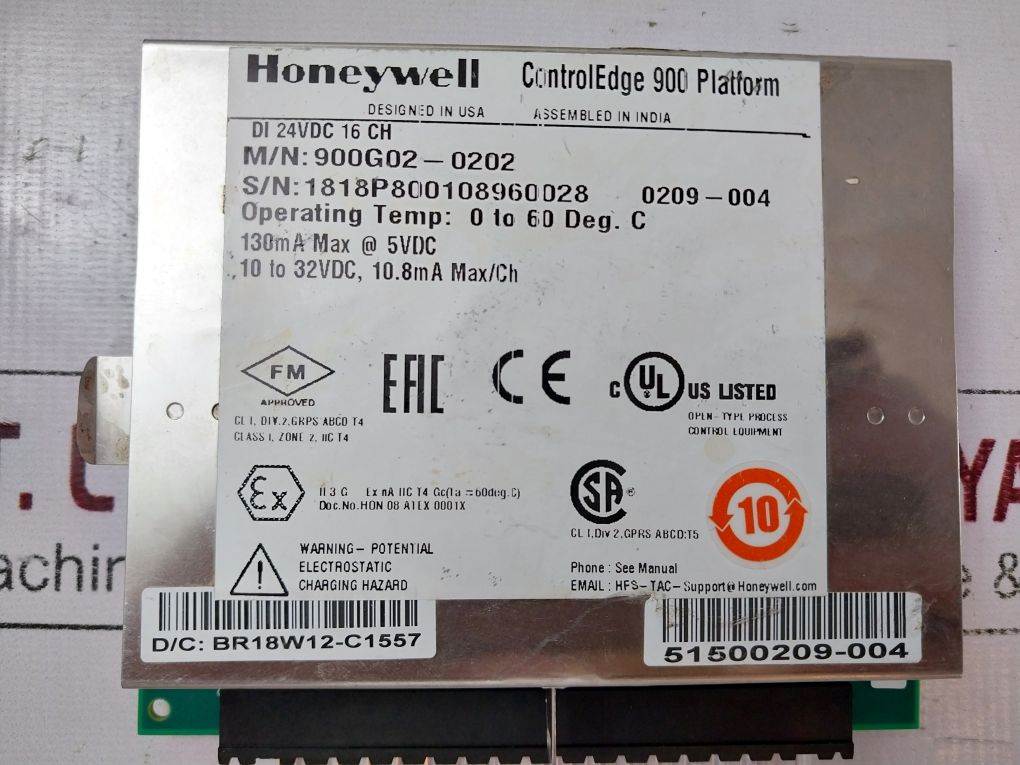 Honeywell ControlEdge 900 Platform
DESIGNED IN USA ASSEMBLED IN INDIA
DI 24VDC 16 CH
M/N: 900G02-0202
S/N: 1818P800108960028 0209-004
Operating Temp: 0 to 60 Deg. C
130mA Max @ 5VDC
10 to 32VDC, 10.8mA Max/Ch
FM
APPROVED
CL I, DIV.2,GRPS ABCD T4
CLASS I, ZONE 2, IIC T4
EAC
CE
C UL US LISTED
OPEN-TYPE PROCESS
CONTROL EQUIPMENT
Ex
II 3 G Ex nA IIC T4 Gc(Ta =60deg.C)
Doc.No.HON 08 ATEX 0001X
SA ®
CL I,Div 2,GPRS ABCD:T5
10
WARNING- POTENTIAL
ELECTROSTATIC
CHARGING HAZARD
Phone : See Manual
EMAIL : HFS-TAC-Support@Honeywell.com
D/C: BR18W12-C1557
51500209-004